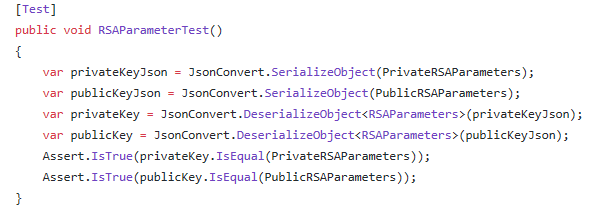 [Test]
public void RSAParameterTest()
{
    var privateKeyJson = JsonConvert.SerializeObject(PrivateRSAParameters);
    var publicKeyJson = JsonConvert.SerializeObject(PublicRSAParameters);
    var privateKey = JsonConvert.DeserializeObject<RSAParameters>(privateKeyJson);
    var publicKey = JsonConvert.DeserializeObject<RSAParameters>(publicKeyJson);
    Assert.IsTrue(privateKey.IsEqual(PrivateRSAParameters));
    Assert.IsTrue(publicKey.IsEqual(PublicRSAParameters));
}